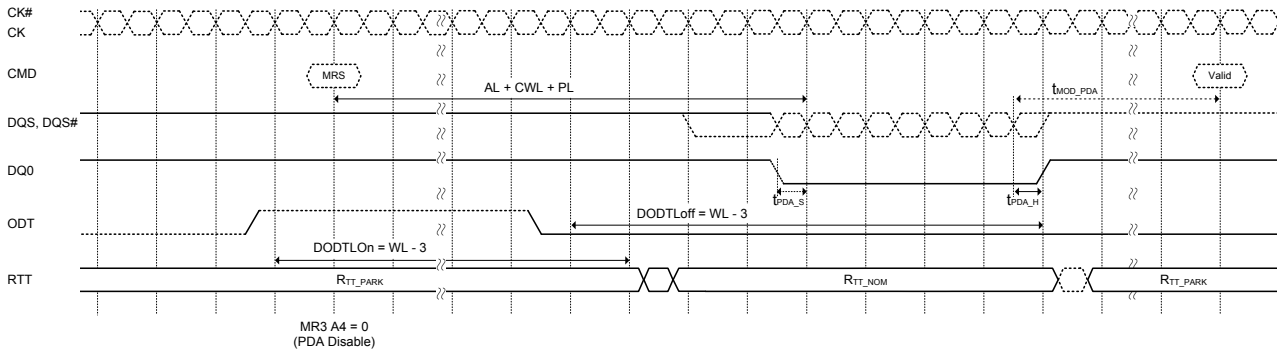 CK#
CK
CMD
MRS
Valid
AL + CWL + PL
tMOD_PDA
DQS, DQS#
DQ0
tPDA_S
tPDA_H
ODT
DODTLoff = WL - 3
DODTLOn = WL - 3
RTT
RTT_PARK
RTT_NOM
RTT_PARK
MR3 A4 = 0
(PDA Disable)